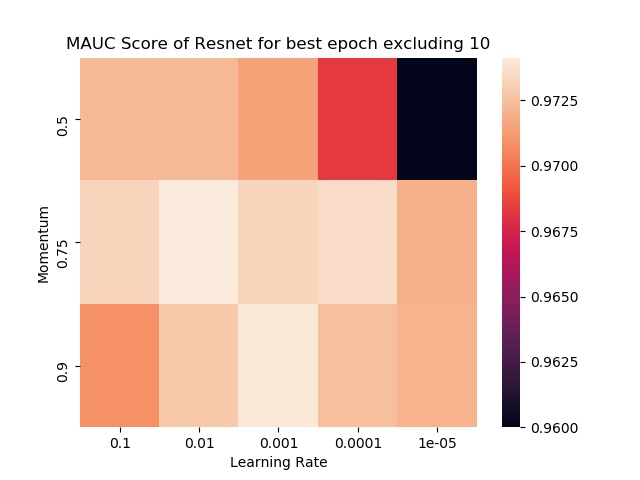 MAUC Score of Resnet for best epoch excluding 10
Momentum
0.5
0.75
0.9
0.1 0.01 0.001 0.0001 1e-05
Learning Rate
0.9725
0.9700
0.9675
0.9650
0.9625
0.9600